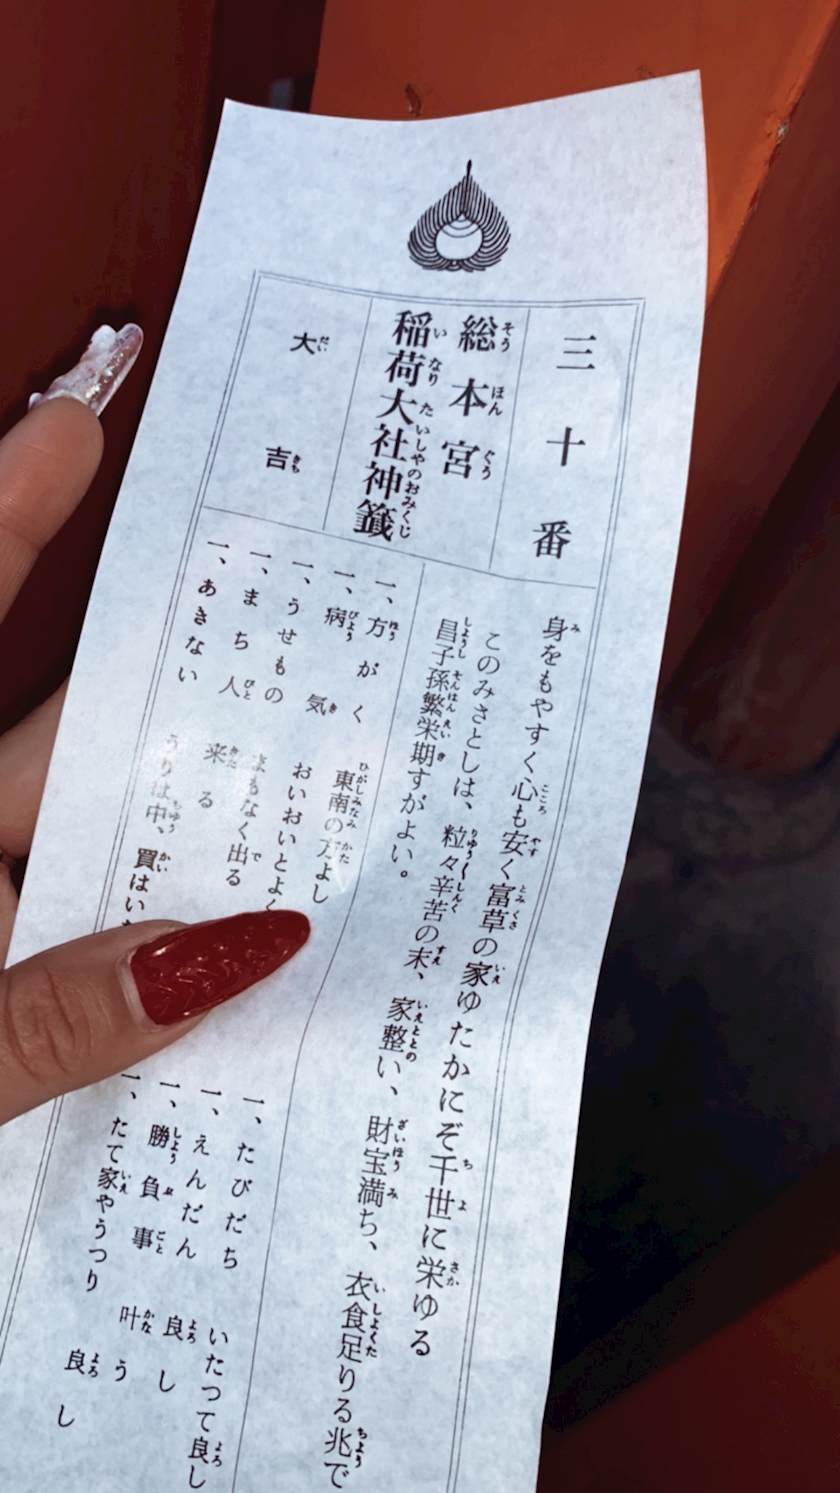 三十番
総本宮
稲荷大社神籤
大吉
身をもやすく心も安く富草の家ゆたかにぞ千世に栄ゆる
このみさとしは、粒々辛苦の末、家整い、財宝満ち、衣食足りる兆で
昌子孫繁栄期すがよい。
一、方がく 東南の方よし
一、病気 おいおいとよく
一、うせもの まもなく出る
一、まち人 来る
一、あきない うりは中、買はいた
一、たびだち いたつて良し
一、えんだん 良し
一、勝負事 叶う
一、たて家やうつり 良し